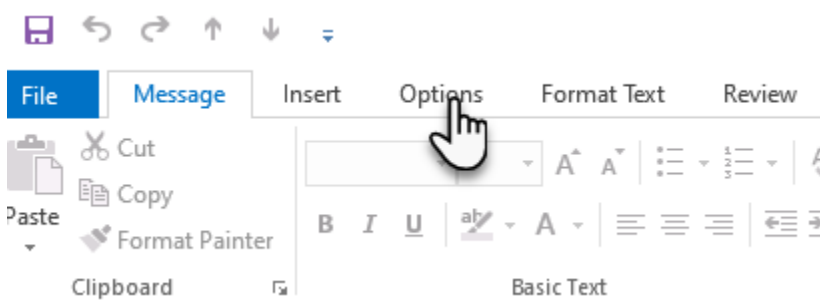 File Message Insert Options Format Text Review
Cut
Copy
Paste
Format Painter
B I U A
Clipboard Basic Text